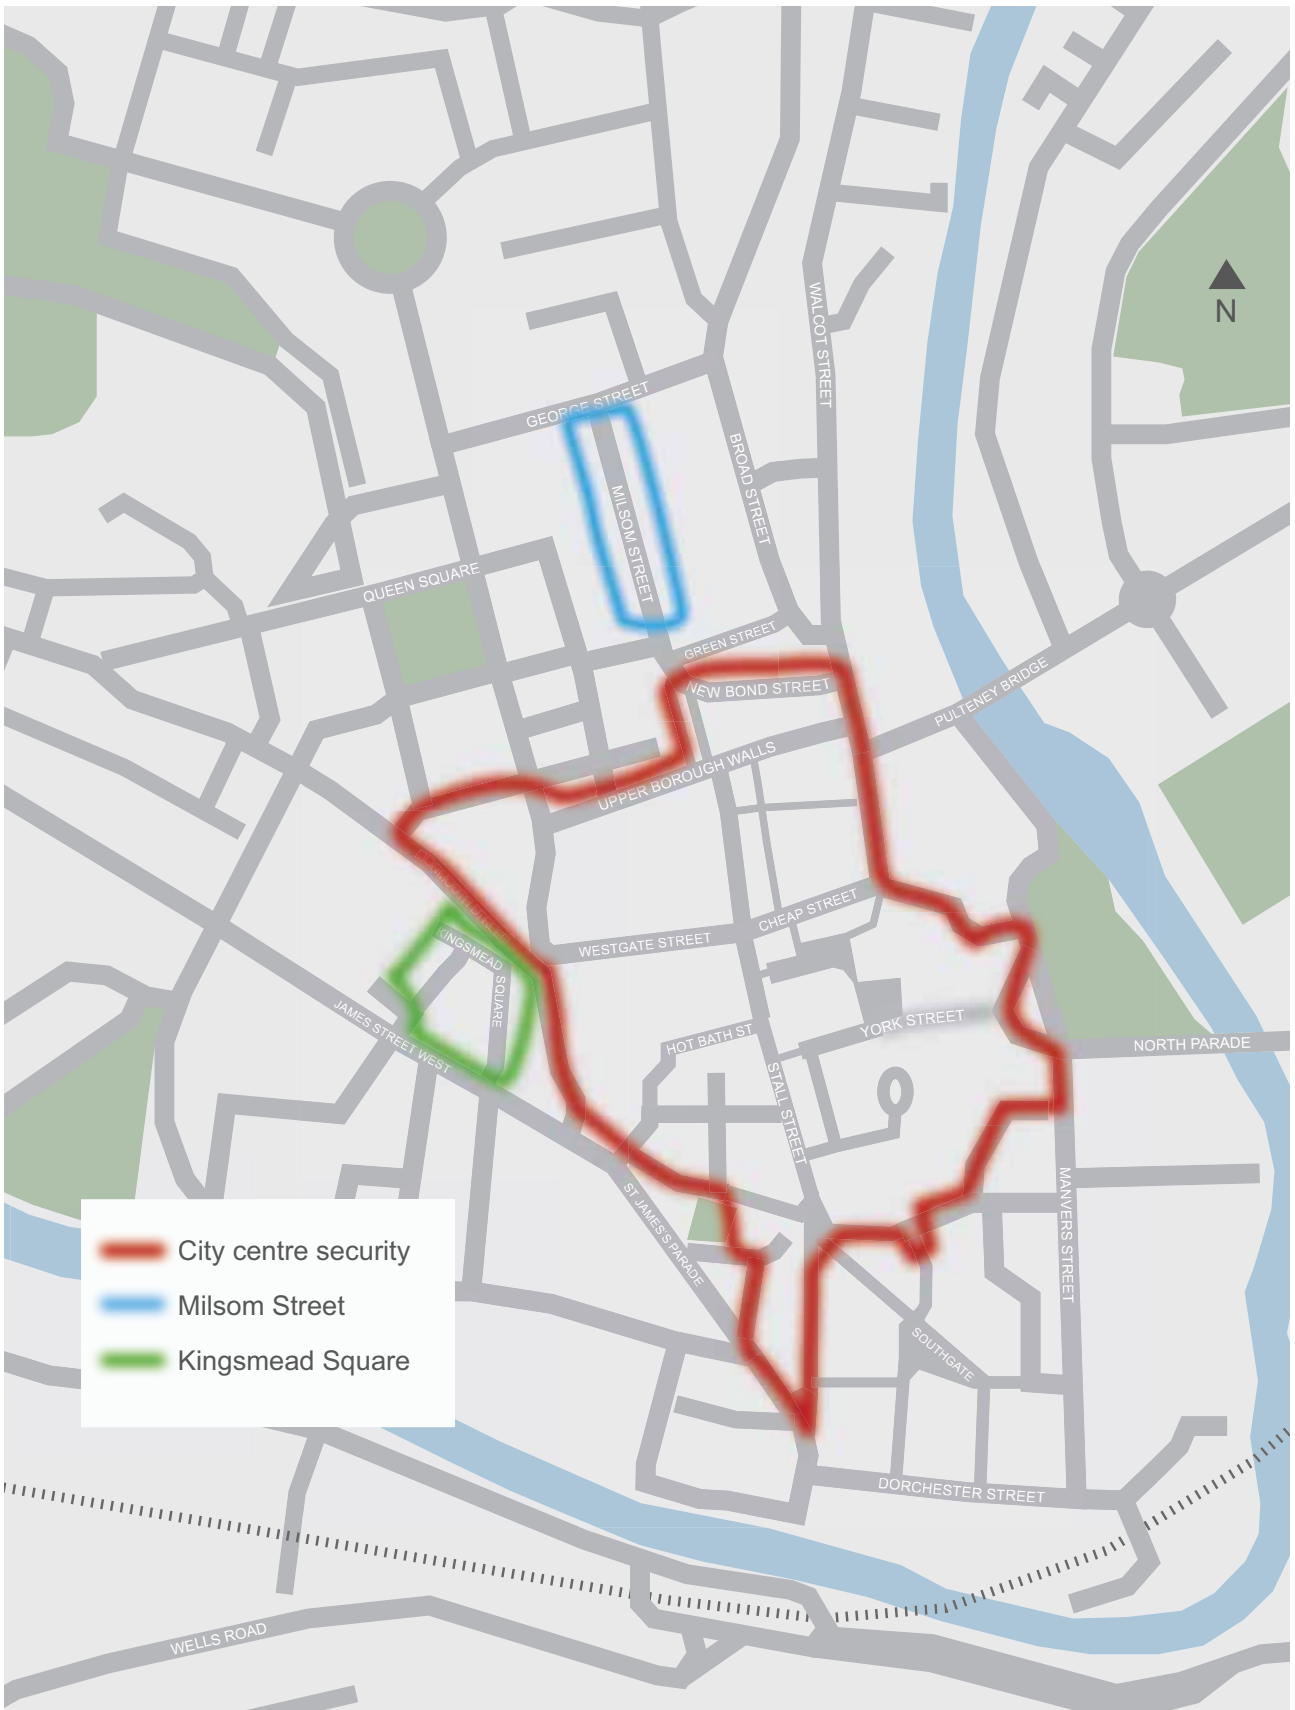 N
WALCOT STREET
GEORGE STREET
BROAD STREET
MILSOM STREET
QUEEN SQUARE
GREEN STREET
NEW BOND STREET
PULTENEY BRIDGE
UPPER BOROUGH WALLS
CHEAP STREET
WESTGATE STREET
KINGSMEAD
SQUARE
JAMES STREET WEST
YORK STREET
HOT BATH ST
NORTH PARADE
STALL STREET
ST JAMES'S PARADE
MANVERS STREET
SOUTHGATE
DORCHESTER STREET
WELLS ROAD
City centre security
Milsom Street
Kingsmead Square